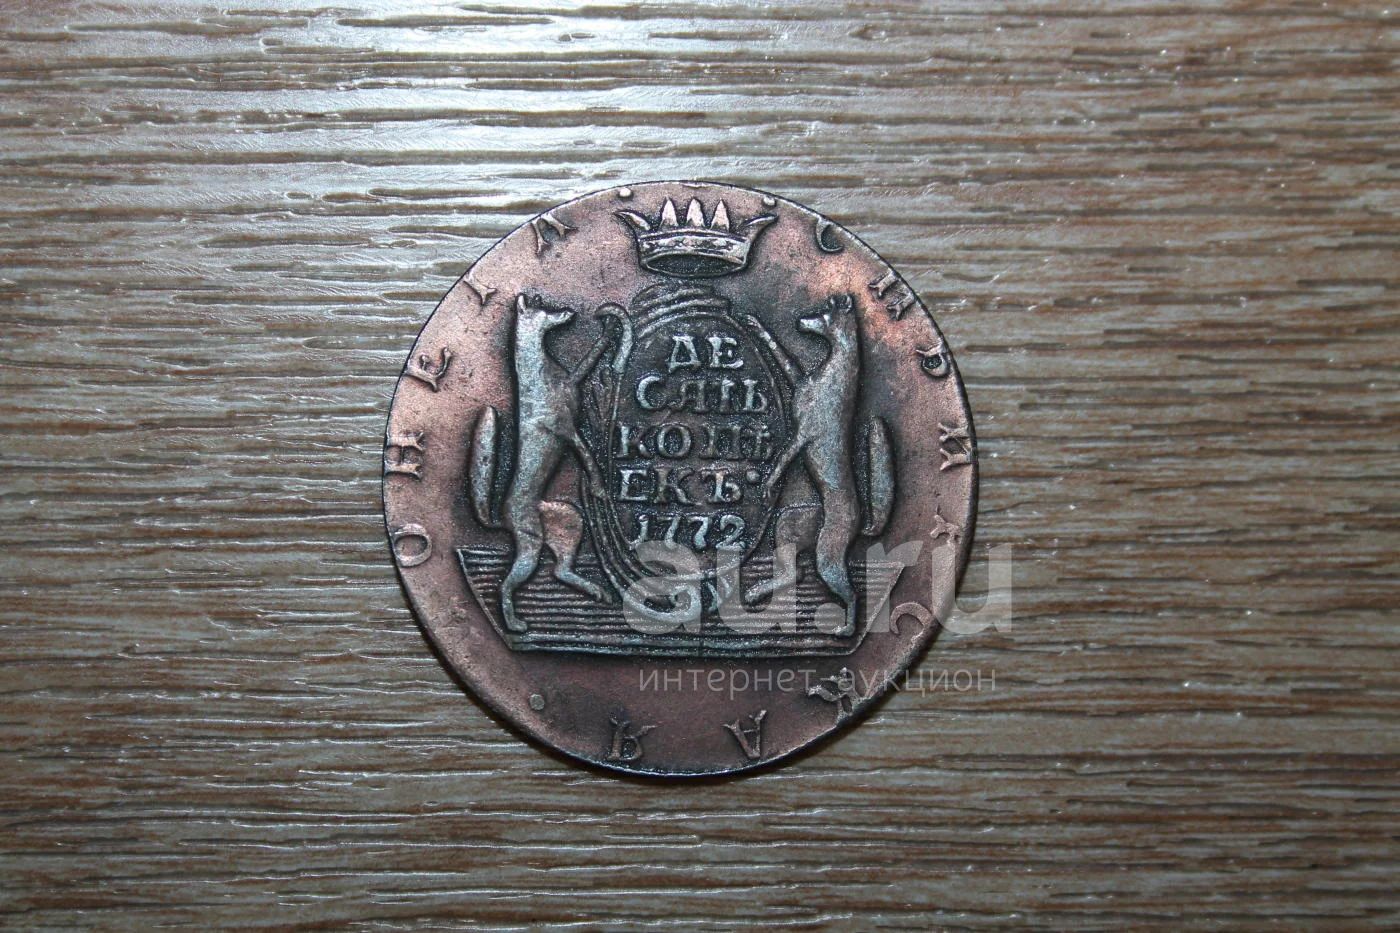 МОНЕТА СИБИРСКАЯ
ДЕ
СЯТЬ
КОПѢ
ЕКЪ
1772
au.ru
интернет аукцион